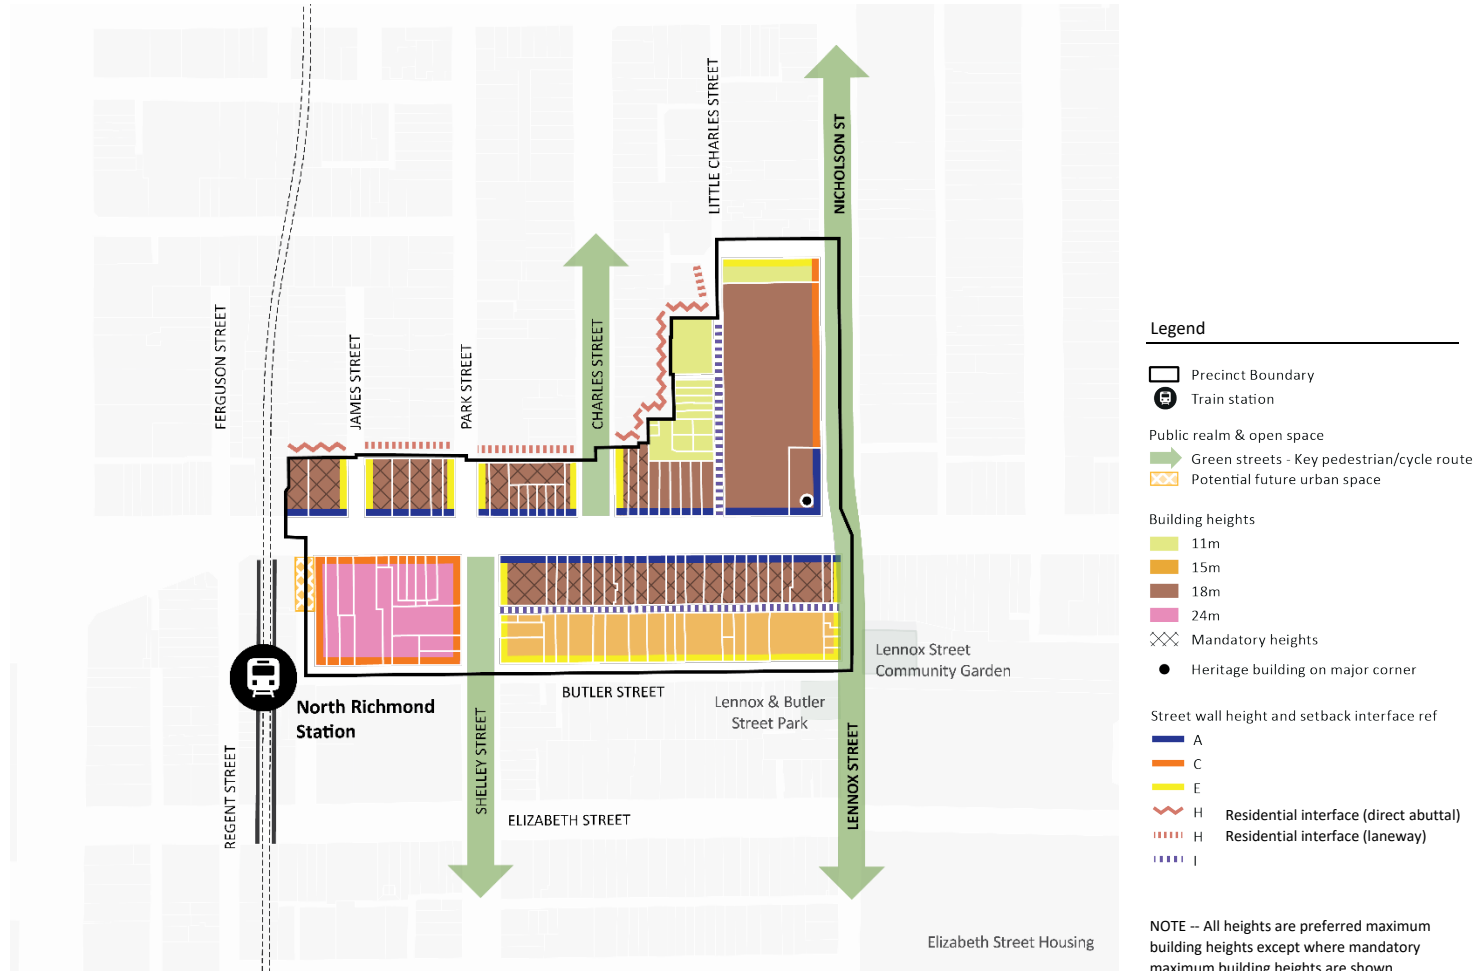 LITTLE CHARLES STREET
NICHOLSON ST
FERGUSON STREET
JAMES STREET
PARK STREET
CHARLES STREET
North Richmond
Station
BUTLER STREET
Lennox Street
Community Garden
Lennox & Butler
Street Park
REGENT STREET
SHELLEY STREET
ELIZABETH STREET
LENNOX STREET
Elizabeth Street Housing
Legend
Precinct Boundary
Train station
Public realm & open space
Green streets - Key pedestrian/cycle route
Potential future urban space
Building heights
11m
15m
18m
24m
Mandatory heights
Heritage building on major corner
Street wall height and setback interface ref
A
C
E
H Residential interface (direct abuttal)
H Residential interface (laneway)
I
NOTE -- All heights are preferred maximum
building heights except where mandatory
maximum building heights are shown